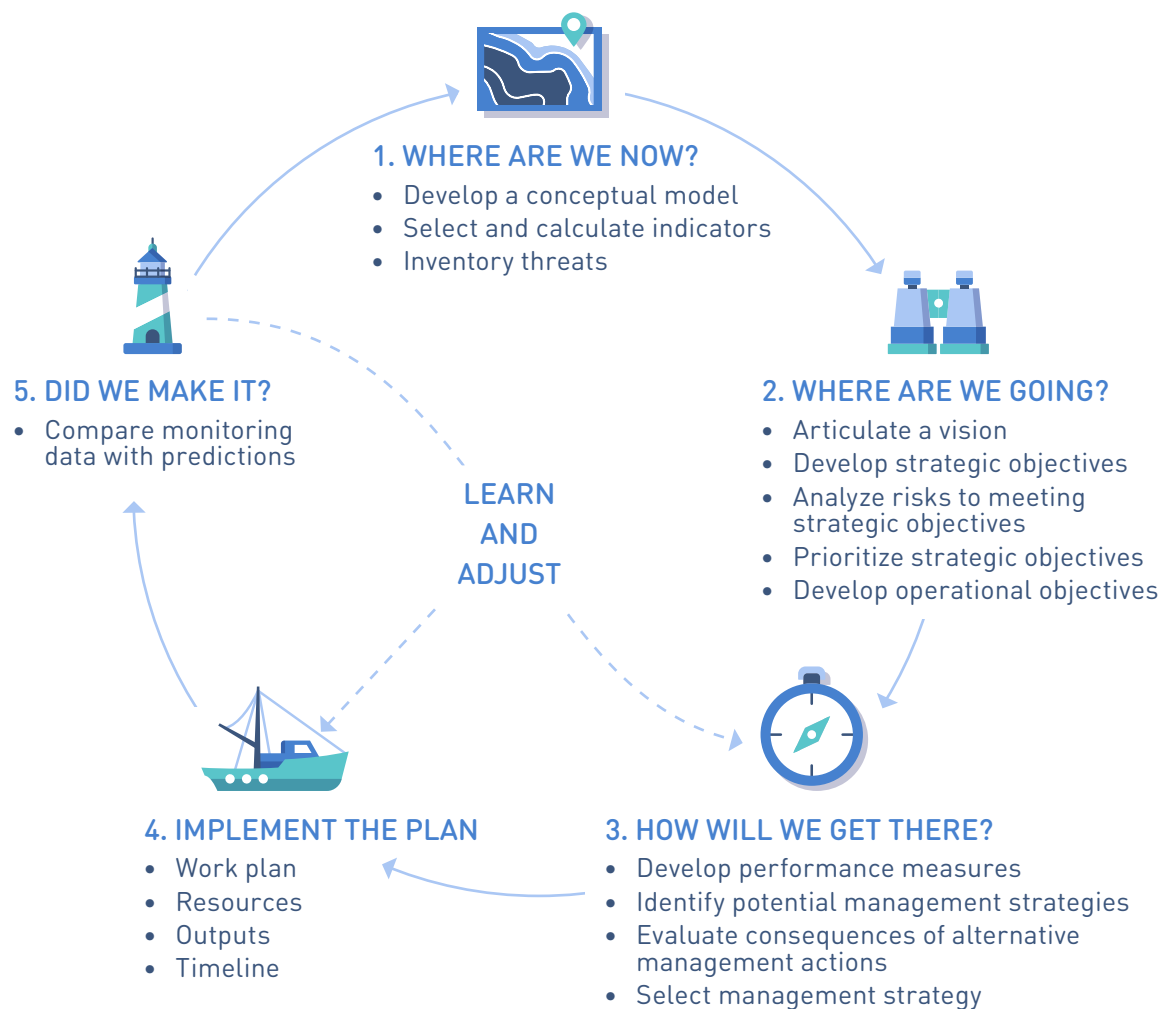 1. WHERE ARE WE NOW?
• Develop a conceptual model
• Select and calculate indicators
• Inventory threats
2. WHERE ARE WE GOING?
• Articulate a vision
• Develop strategic objectives
• Analyze risks to meeting
strategic objectives
• Prioritize strategic objectives
• Develop operational objectives
3. HOW WILL WE GET THERE?
• Develop performance measures
• Identify potential management strategies
• Evaluate consequences of alternative
management actions
• Select management strategy
4. IMPLEMENT THE PLAN
• Work plan
• Resources
• Outputs
• Timeline
5. DID WE MAKE IT?
• Compare monitoring
data with predictions
LEARN
AND
ADJUST